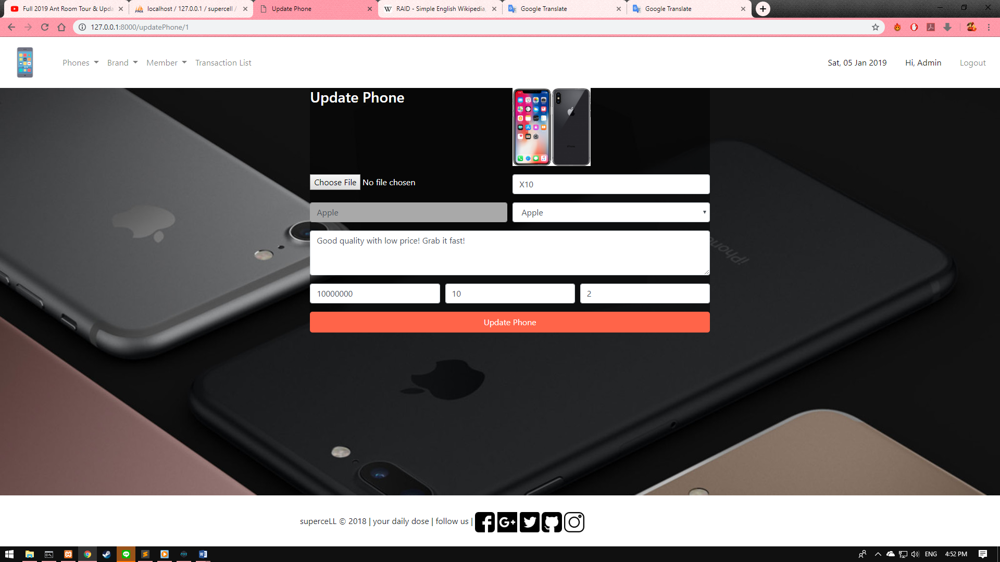 Full 2019 Ant Room Tour & Upda
localhost / 127.0.0.1 / supercell /
Update Phone
RAID - Simple English Wikipedia,
Google Translate
Google Translate
127.0.0.1:8000/updatePhone/1
Phones
Brand
Member
Transaction List
Sat, 05 Jan 2019
Hi, Admin
Logout
Update Phone
Choose File No file chosen
X10
Apple
Apple
Good quality with low price! Grab it fast!
iPhone
10000000
10
2
Update Phone
superceLL © 2018 | your daily dose | follow us |
ENG
4:52 PM